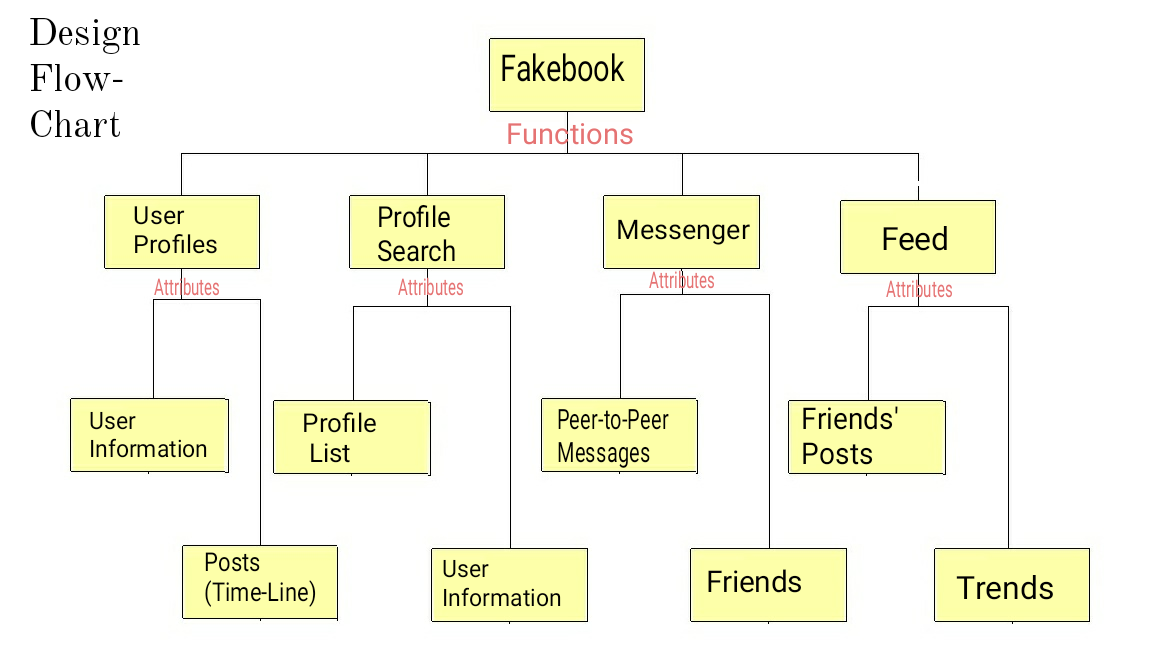 Design
Flow-
Chart
Fakebook
Functions
User
Profiles
Profile
Search
Messenger
Feed
Attributes
Attributes
Attributes
Attributes
User
Information
Profile
List
Peer-to-Peer
Messages
Friends'
Posts
Posts
(Time-Line)
User
Information
Friends
Trends